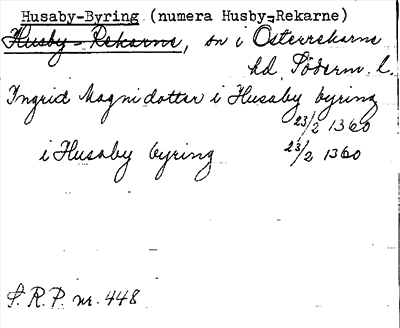 Husaby-Byring (numera Husby-Rekarne)
Husby-Rekarne, sn i Österrekarne
hd, Söderm. l.
Ingrid Magnidotter i Husaby byring
23/2 1360
i Husaby byring 23/2 1360
S. R. P. nr. 448